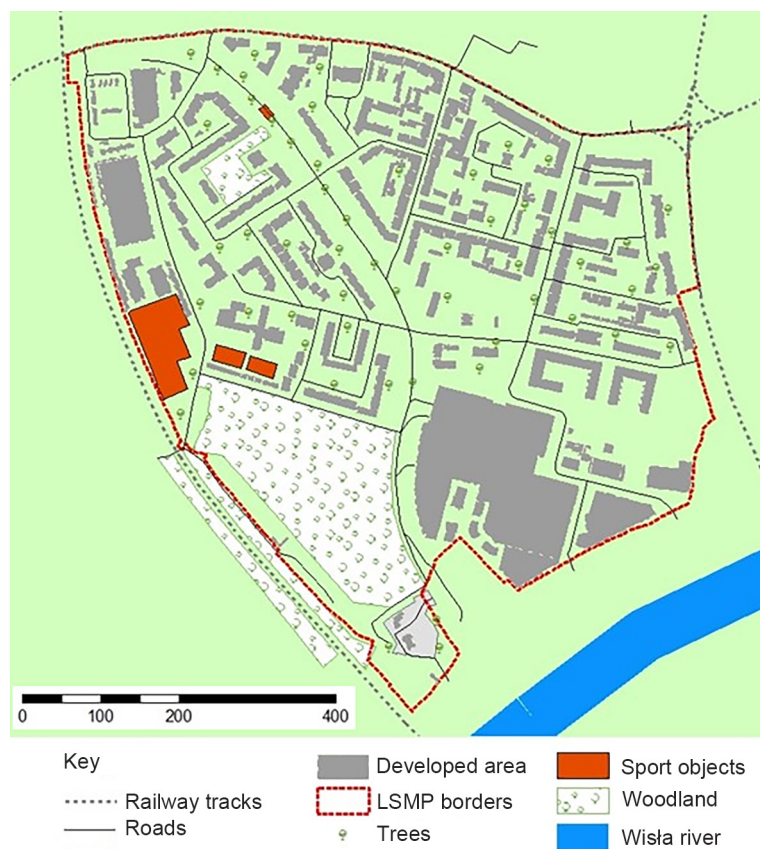 0 100 200 400
Key
Railway tracks
Roads
Developed area
LSMP borders
Trees
Sport objects
Woodland
Wisła river